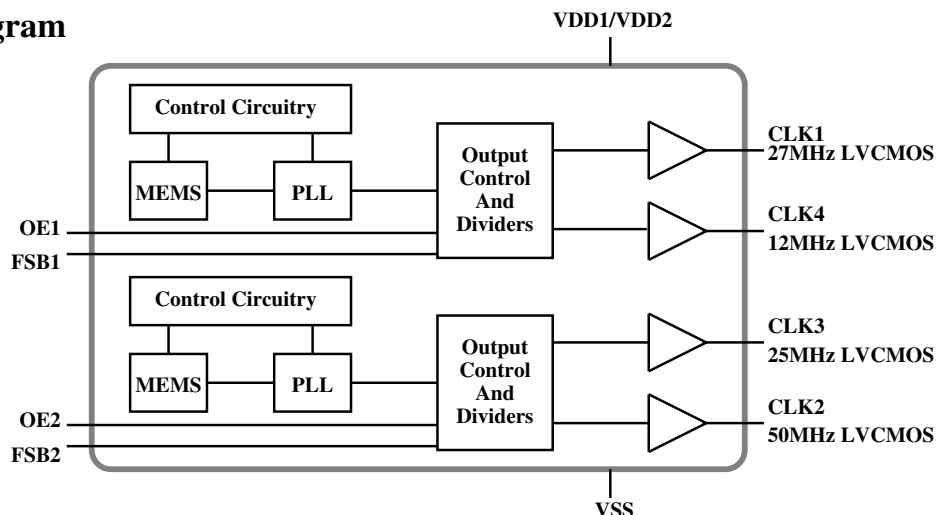 gram
VDD1/VDD2
Control Circuitry
MEMS
PLL
Output
Control
And
Dividers
CLK1
27MHz LVCMOS
CLK4
12MHz LVCMOS
OE1
FSB1
Control Circuitry
MEMS
PLL
Output
Control
And
Dividers
CLK3
25MHz LVCMOS
CLK2
50MHz LVCMOS
OE2
FSB2
VSS